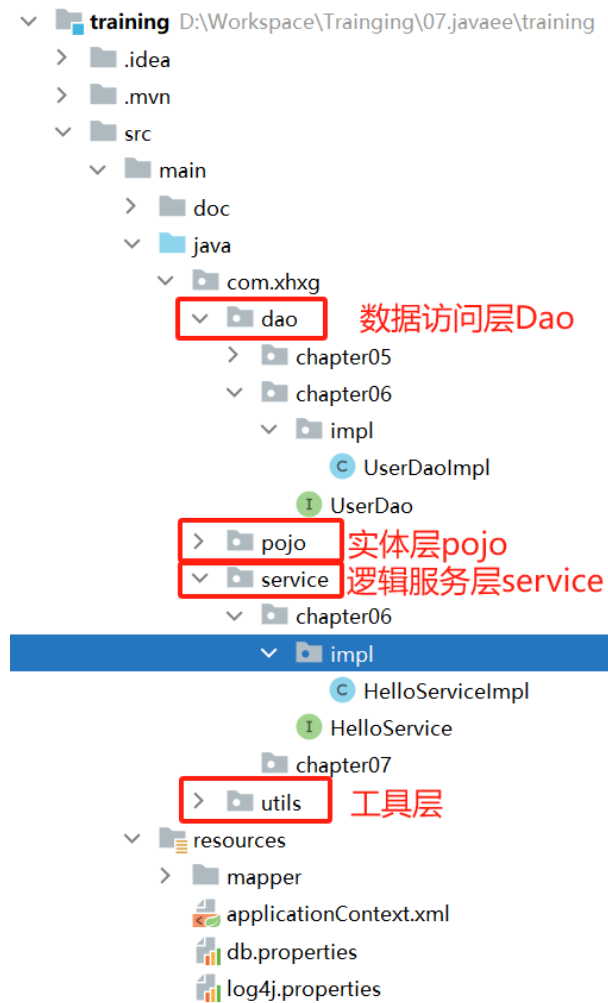 training D:\Workspace\Trainging\07.javaee\training
.idea
.mvn
src
main
doc
java
com.xhxg
dao 数据访问层Dao
chapter05
chapter06
impl
C UserDaoImpl
I UserDao
pojo 实体层pojo
service 逻辑服务层service
chapter06
impl
C HelloServiceImpl
I HelloService
chapter07
utils 工具层
resources
mapper
applicationContext.xml
db.properties
log4j.properties